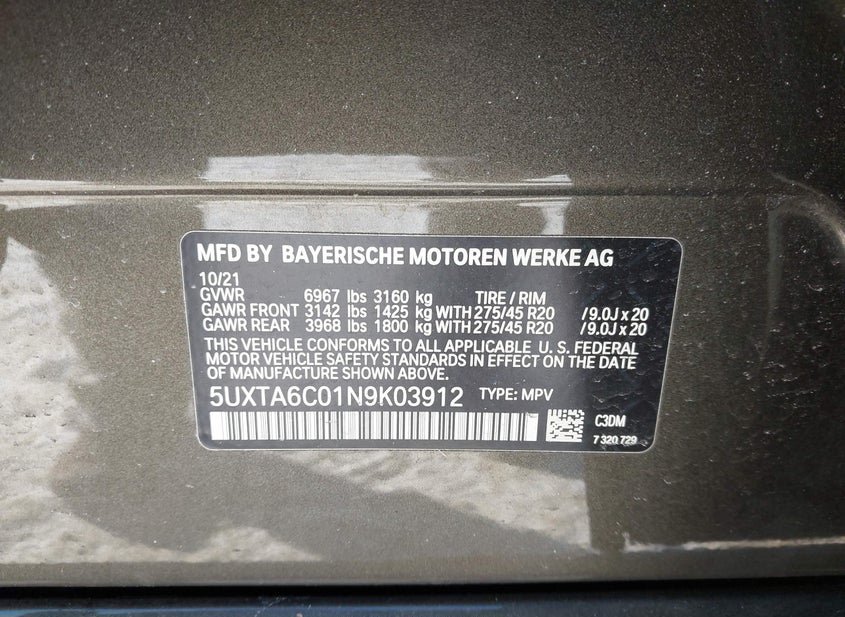 MFD BY BAYERISCHE MOTOREN WERKE AG
10/21
GVWR 6967 lbs 3160 kg TIRE / RIM
GAWR FRONT 3142 lbs 1425 kg WITH 275/45 R20 /9.0J x 20
GAWR REAR 3968 lbs 1800 kg WITH 275/45 R20 /9.0J x 20
THIS VEHICLE CONFORMS TO ALL APPLICABLE U. S. FEDERAL
MOTOR VEHICLE SAFETY STANDARDS IN EFFECT ON THE DATE
OF MANUFACTURE SHOWN ABOVE.
5UXTA6C01N9K03912 TYPE: MPV
C3DM
7 320 729